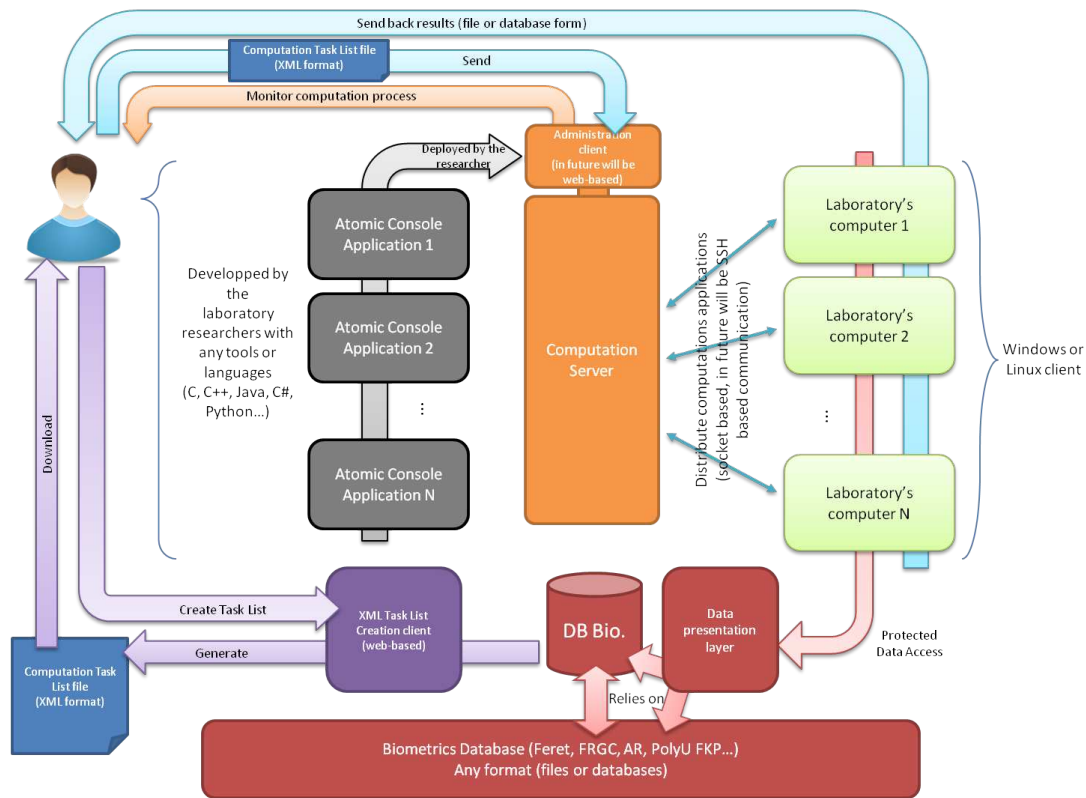 Send back results (file or database form)
Computation Task List file
(XML format)
Send
Monitor computation process
Administration
client
(in future will be
web-based)
Deployed by the
researcher
Atomic Console
Application 1
Atomic Console
Application 2
...
Atomic Console
Application N
Developped by
the
laboratory
researchers with
any tools or
languages
(C, C++, Java, C#,
Python...)
Computation
Server
Distribute computations applications
(socket based, in future will be SSH
based communication)
Laboratory's
computer 1
Laboratory's
computer 2
...
Laboratory's
computer N
Windows or
Linux client
Download
Create Task List
Generate
XML Task List
Creation client
(web-based)
DB Bio.
Data
presentation
layer
Protected
Data Access
Relies on
Computation Task
List file
(XML format)
Biometrics Database (Feret, FRGC, AR, PolyU FKP...)
Any format (files or databases)